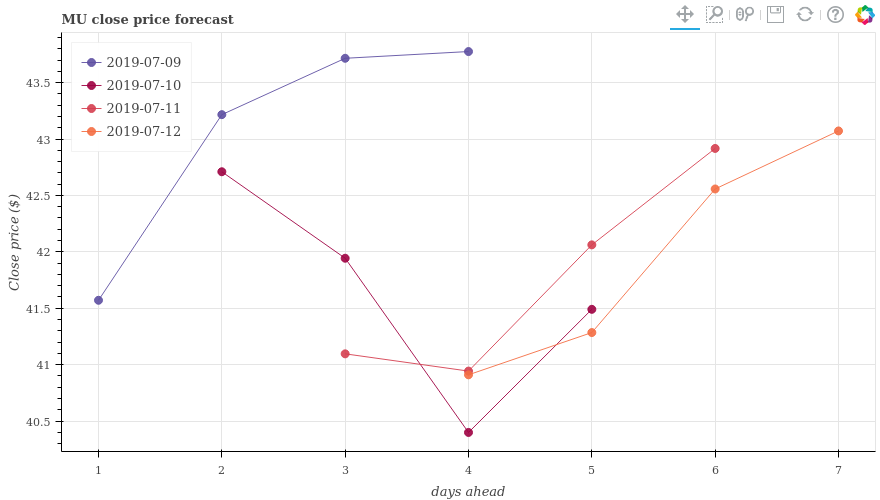 MU close price forecast
2019-07-09
2019-07-10
2019-07-11
2019-07-12
43.5
43
42.5
42
41.5
41
40.5
Close price ($)
1 2 3 4 5 6 7
days ahead